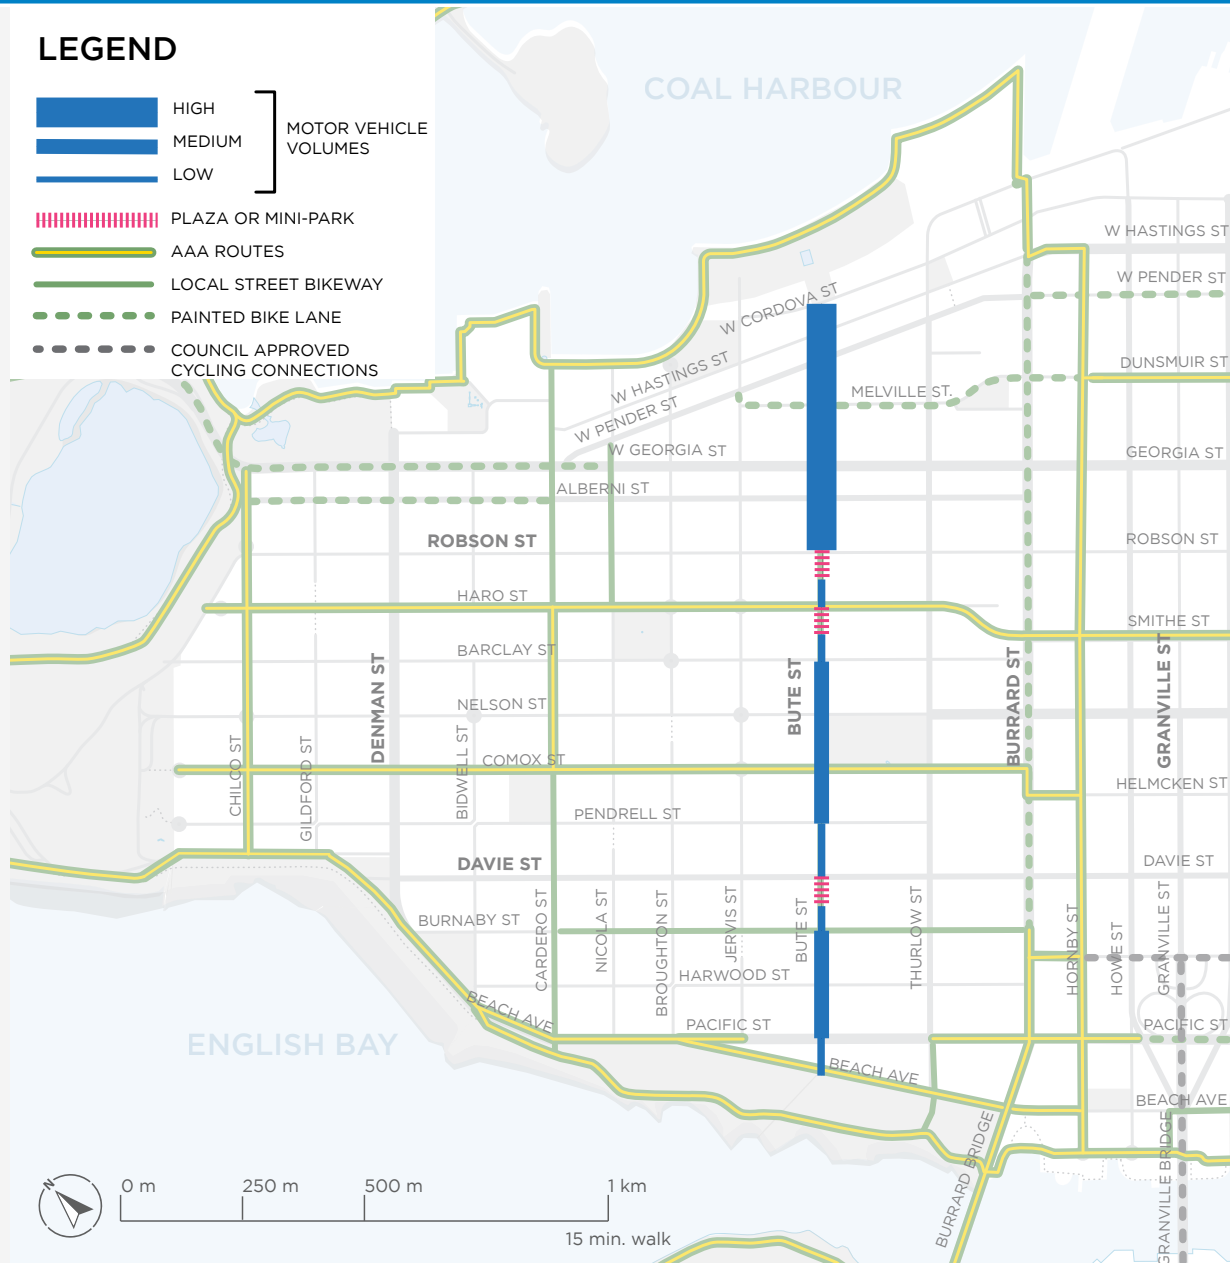 LEGEND
HIGH
MEDIUM
LOW
MOTOR VEHICLE
VOLUMES
PLAZA OR MINI-PARK
AAA ROUTES
LOCAL STREET BIKEWAY
PAINTED BIKE LANE
COUNCIL APPROVED
CYCLING CONNECTIONS
COAL HARBOUR
W HASTINGS ST
W PENDER ST
DUNSMUIR ST
W CORDOVA ST
W HASTINGS ST
W PENDER ST
MELVILLE ST.
W GEORGIA ST
GEORGIA ST
ALBERNI ST
ROBSON ST
ROBSON ST
HARO ST
SMITHE ST
BARCLAY ST
NELSON ST
COMOX ST
HELMCKEN ST
PENDRELL ST
DAVIE ST
DAVIE ST
BURNABY ST
HARWOOD ST
PACIFIC ST
PACIFIC ST
BEACH AVE
BEACH AVE
BEACH AVE
CHILCO ST
GILDFORD ST
DENMAN ST
BIDWELL ST
CARDERO ST
NICOLA ST
BROUGHTON ST
JERVIS ST
BUTE ST
BUTE ST
THURLOW ST
BURRARD ST
HORNBY ST
HOWE ST
GRANVILLE ST
GRANVILLE ST
BURRARD BRIDGE
GRANVILLE BRIDGE
GRANVILLE BRIDGE
ENGLISH BAY
N
0 m
250 m
500 m
1 km
15 min. walk